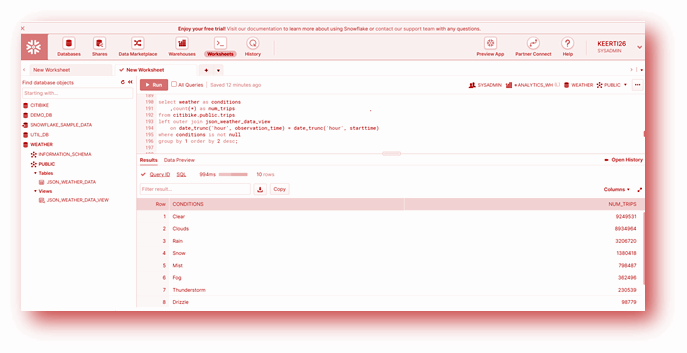 Enjoy your free trial! Visit our documentation to learn more about using Snowflake or contact our support team with any questions.
Databases
Shares
Data Marketplace
Warehouses
Worksheets
History
Preview App
Partner Connect
Help
KEERTI26
SYSADMIN
New Worksheet
New Worksheet
Find database objects
Starting with...
CITIBIKE
DEMO_DB
SNOWFLAKE_SAMPLE_DATA
UTIL_DB
WEATHER
INFORMATION_SCHEMA
PUBLIC
Tables
JSON_WEATHER_DATA
Views
JSON_WEATHER_DATA_VIEW
Run
All Queries
Saved 12 minutes ago
SYSADMIN
ANALYTICS_WH
WEATHER
PUBLIC
189
190 select weather as conditions
191 ,count(*) as num_trips
192 from citibike.public.trips
193 left outer join json_weather_data_view
194 on date_trunc('hour', observation_time) = date_trunc('hour', starttime)
195 where conditions is not null
196 group by 1 order by 2 desc;
197
Results Data Preview
Open History
Query ID SQL 994ms 10 rows
Filter result...
Copy
Columns
Row CONDITIONS NUM_TRIPS
1 Clear 9249531
2 Clouds 8934964
3 Rain 3206720
4 Snow 1380418
5 Mist 798487
6 Fog 362496
7 Thunderstorm 230539
8 Drizzle 98779